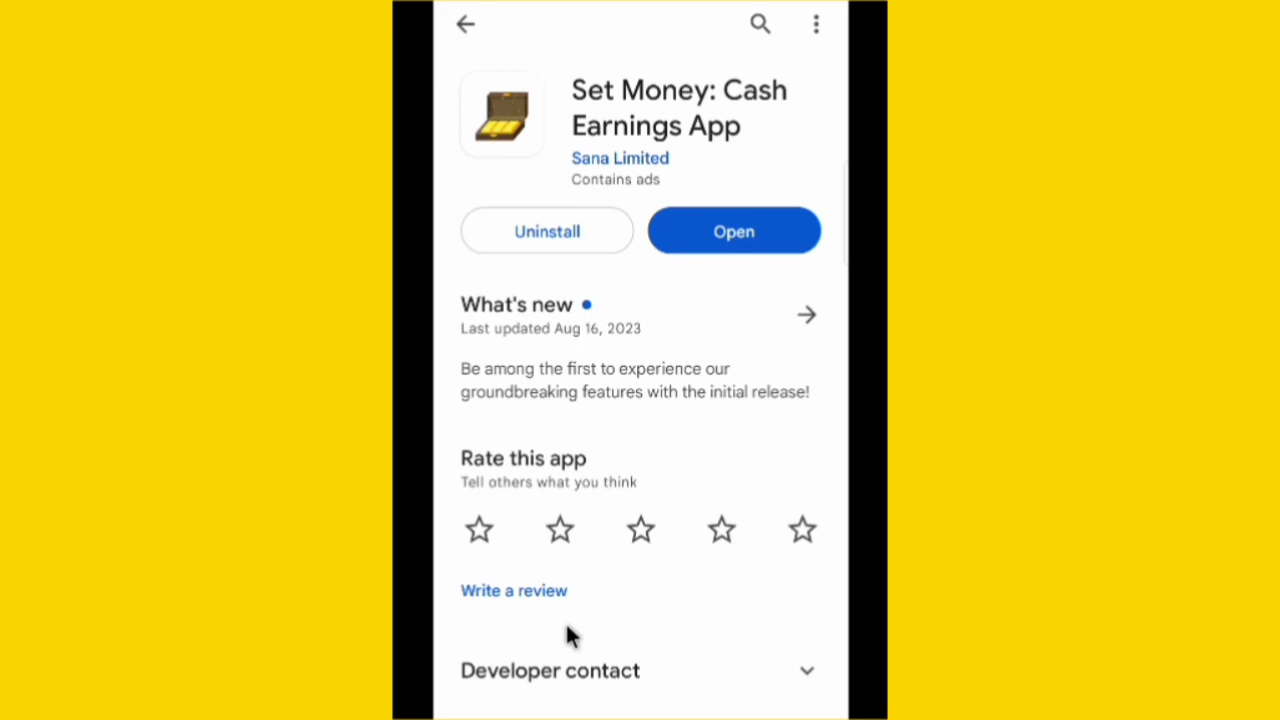 Set Money: Cash
Earnings App
Sana Limited
Contains ads
Uninstall
Open
What's new
Last updated Aug 16, 2023
Be among the first to experience our
groundbreaking features with the initial release!
Rate this app
Tell others what you think
Write a review
Developer contact